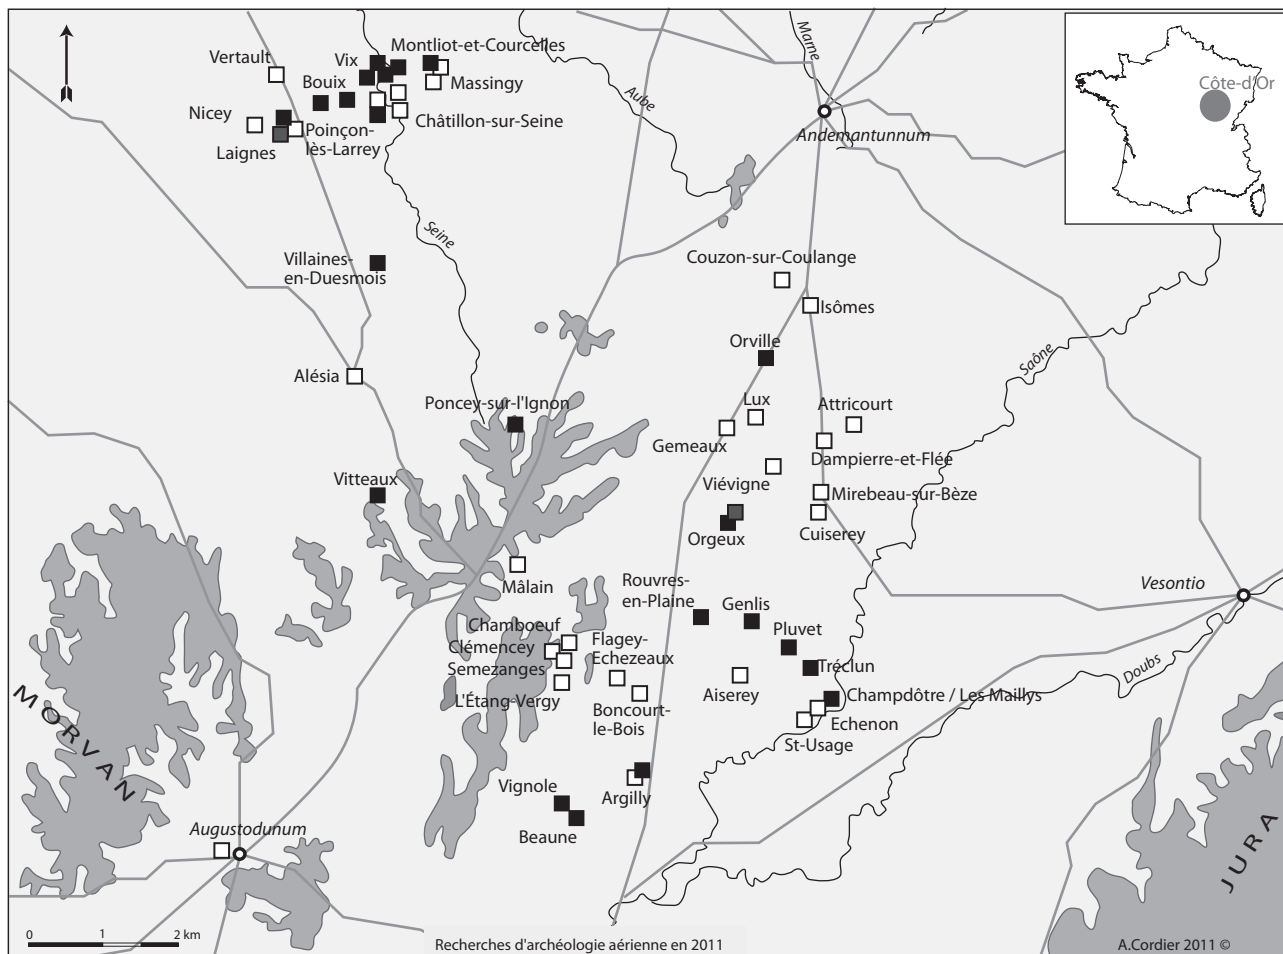 Montliot-et-Courcelles
Vertault
Vix
Massingy
Bouix
Nicey
Châtillon-sur-Seine
Poinçon-
lès-Larrey
Laignes
Marne
Aube
Andemantunnum
Côte-d'Or
Seine
Villaines-
en-Duesmois
Couzon-sur-Coulange
Isômes
Orville
Saône
Alésia
Poncey-sur-l'Ignon
Lux
Attricourt
Gemeaux
Dampierre-et-Flée
Vitteaux
Viévigne
Mirebeau-sur-Bèze
Orgeux
Cuiserey
Mâlain
Rouvres-
en-Plaine
Genlis
Vesontio
Chamboeuf
Clémencey
Semezanges
L'Étang-Vergy
Flagey-
Echezeaux
Pluvet
Tréclun
Doubs
Aiserey
Champdôtre / Les Maillys
Boncourt-
le-Bois
Echenon
St-Usage
MORVAN
Vignole
Argilly
Beaune
Augustodunum
JURA
0 1 2 km
Recherches d'archéologie aérienne en 2011
A.Cordier 2011 ©